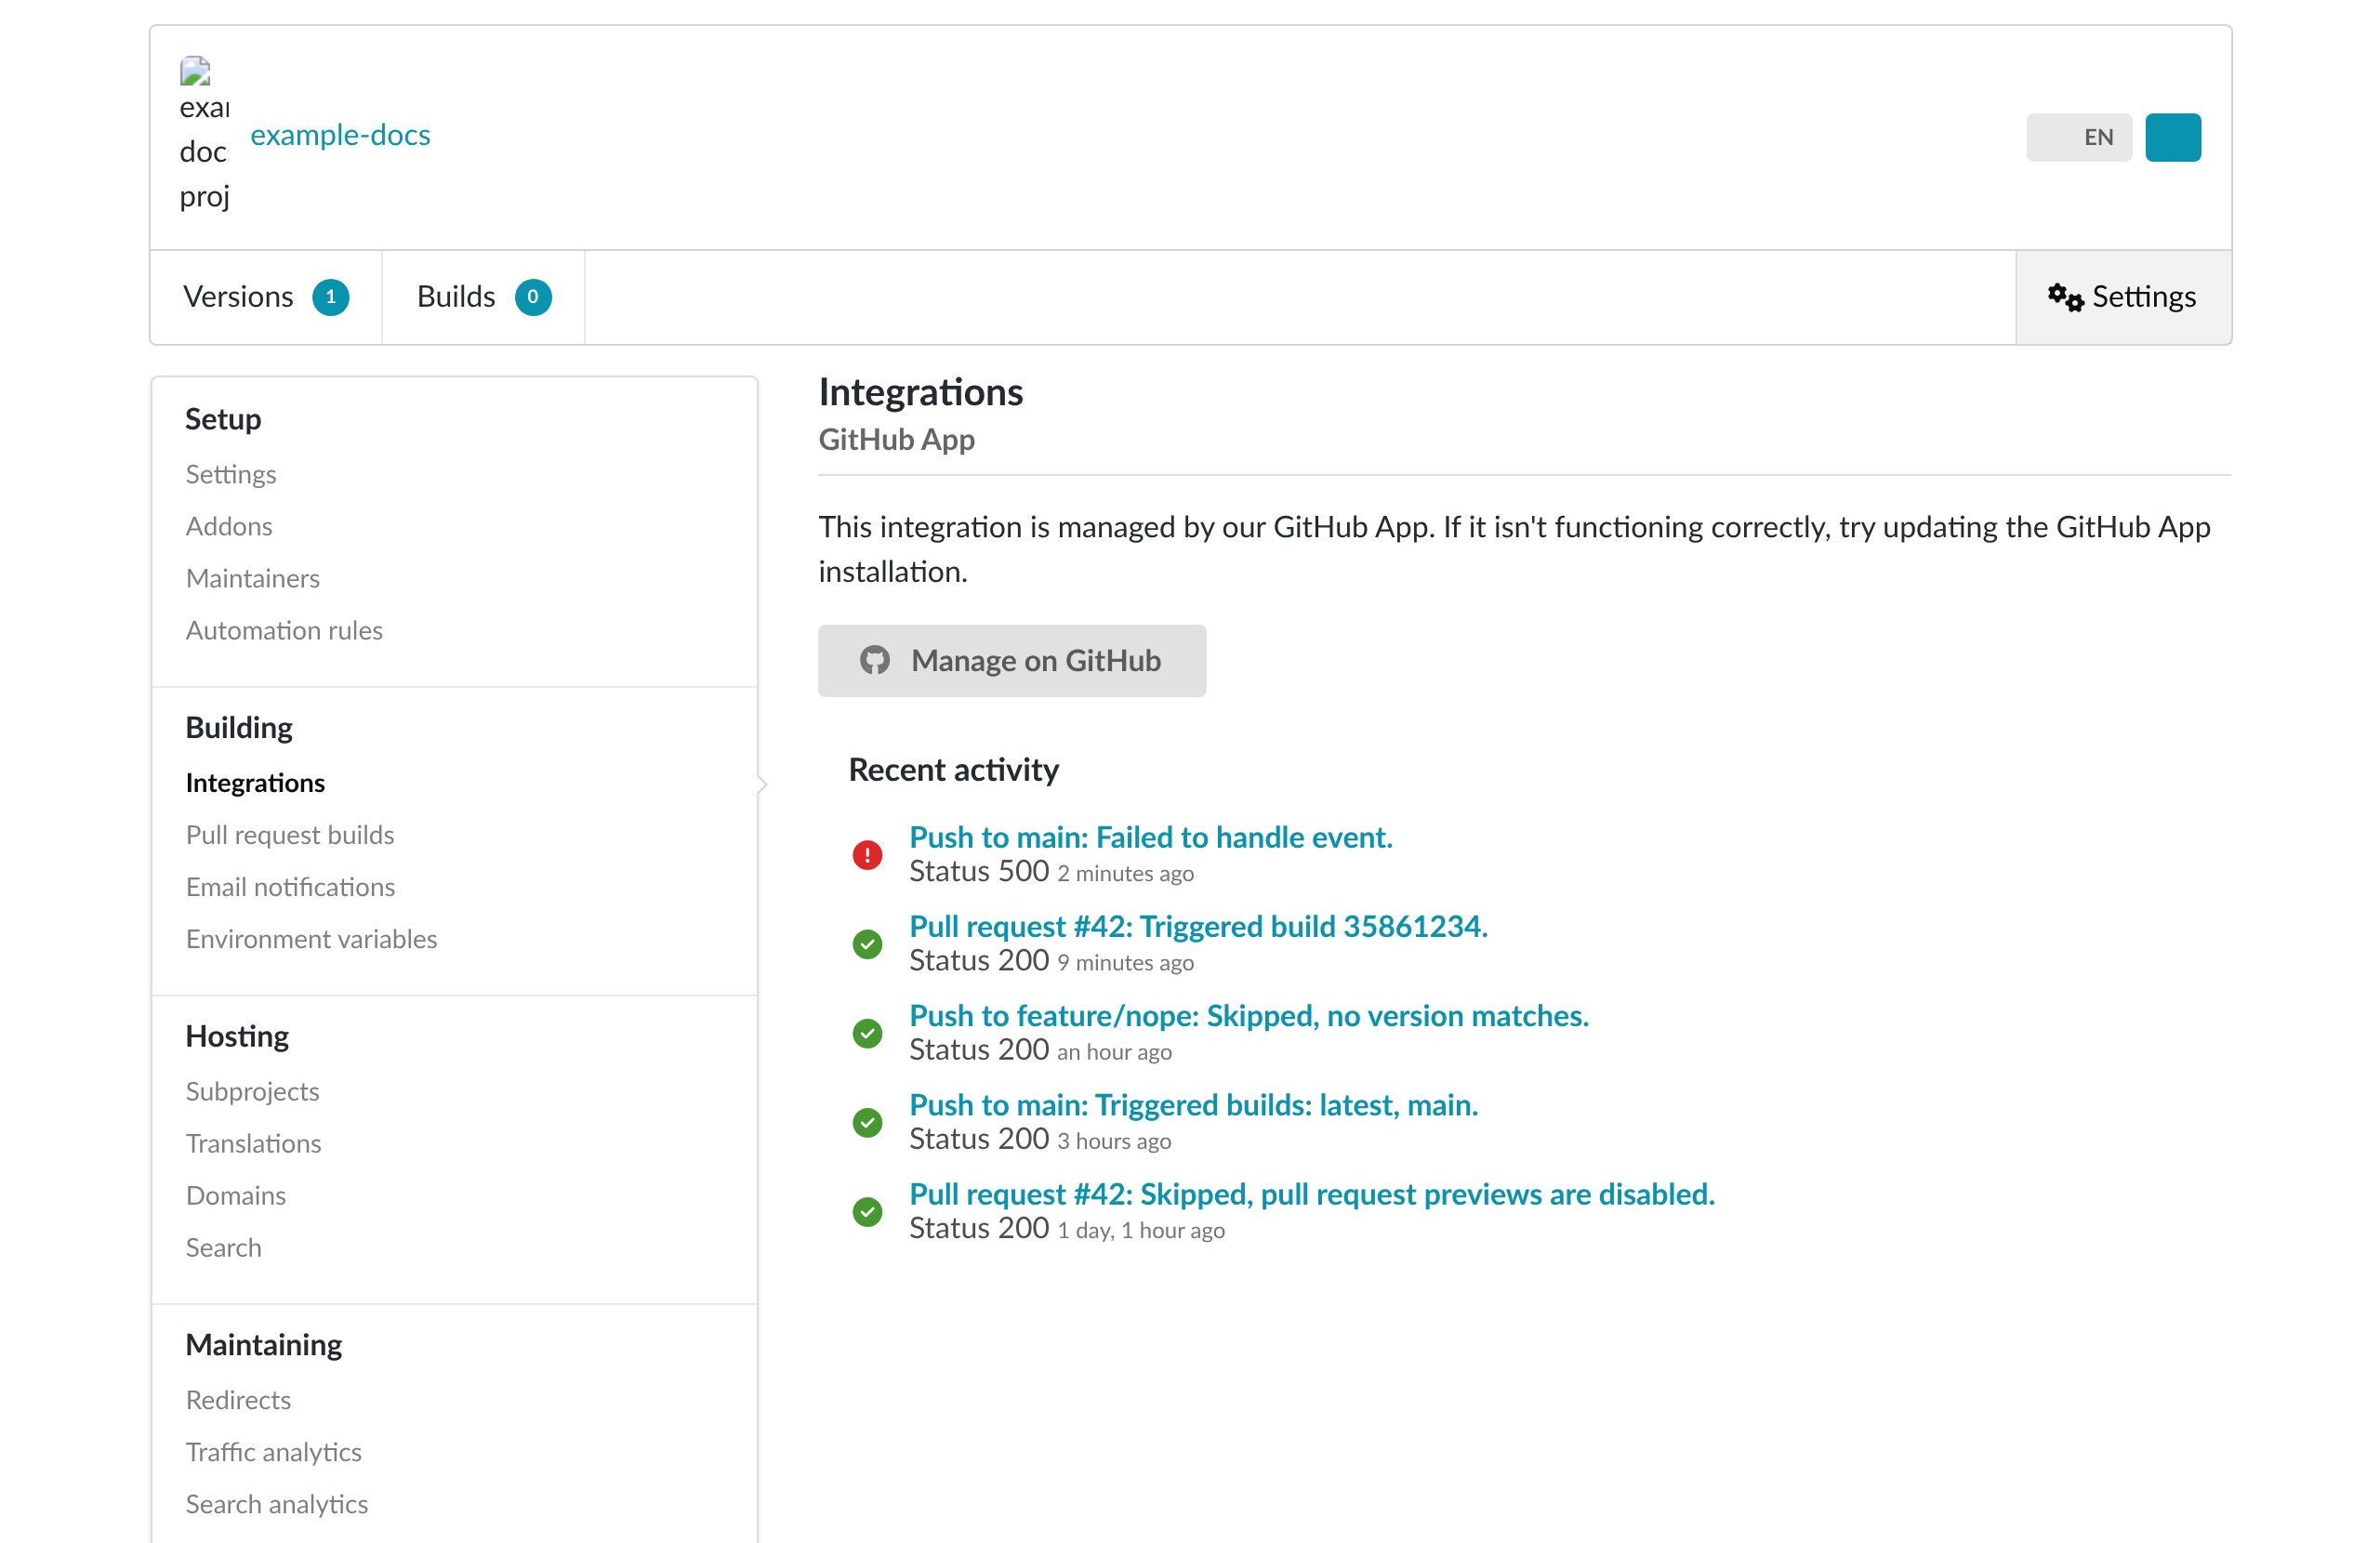 exam
docs
proj
example-docs
EN
Versions 1
Builds 0
Settings
Setup
Settings
Addons
Maintainers
Automation rules
Building
Integrations
Pull request builds
Email notifications
Environment variables
Hosting
Subprojects
Translations
Domains
Search
Maintaining
Redirects
Traffic analytics
Search analytics
Integrations
GitHub App
This integration is managed by our GitHub App. If it isn't functioning correctly, try updating the GitHub App
installation.
Manage on GitHub
Recent activity
Push to main: Failed to handle event.
Status 500 2 minutes ago
Pull request #42: Triggered build 35861234.
Status 200 9 minutes ago
Push to feature/nope: Skipped, no version matches.
Status 200 an hour ago
Push to main: Triggered builds: latest, main.
Status 200 3 hours ago
Pull request #42: Skipped, pull request previews are disabled.
Status 200 1 day, 1 hour ago